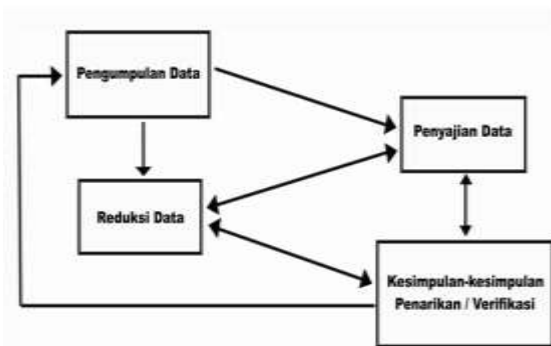 Pengumpulan Data
Penyajian Data
Reduksi Data
Kesimpulan-kesimpulan
Penarikan / Verifikasi